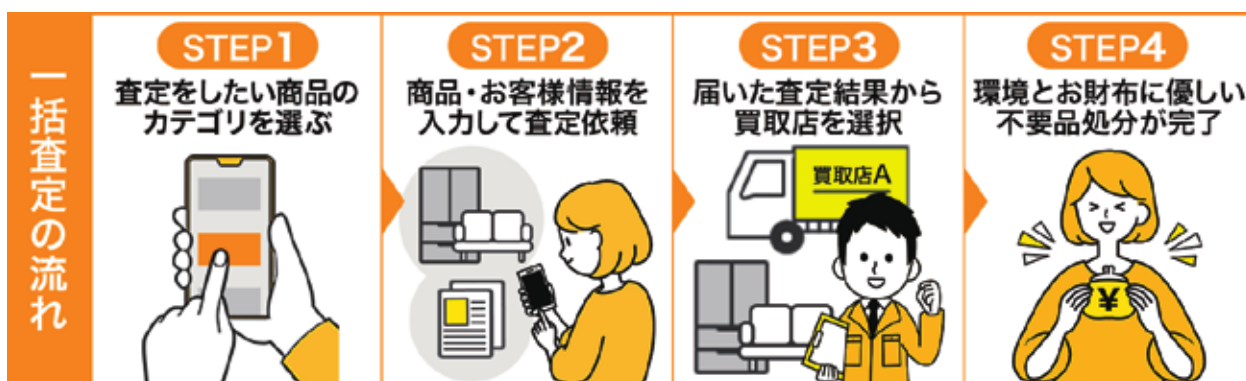 一括査定の流れ
STEP1
査定をしたい商品の
カテゴリを選ぶ
STEP2
商品・お客様情報を
入力して査定依頼
STEP3
届いた査定結果から
買取店を選択
買取店A
STEP4
環境とお財布に優しい
不要品処分が完了
¥